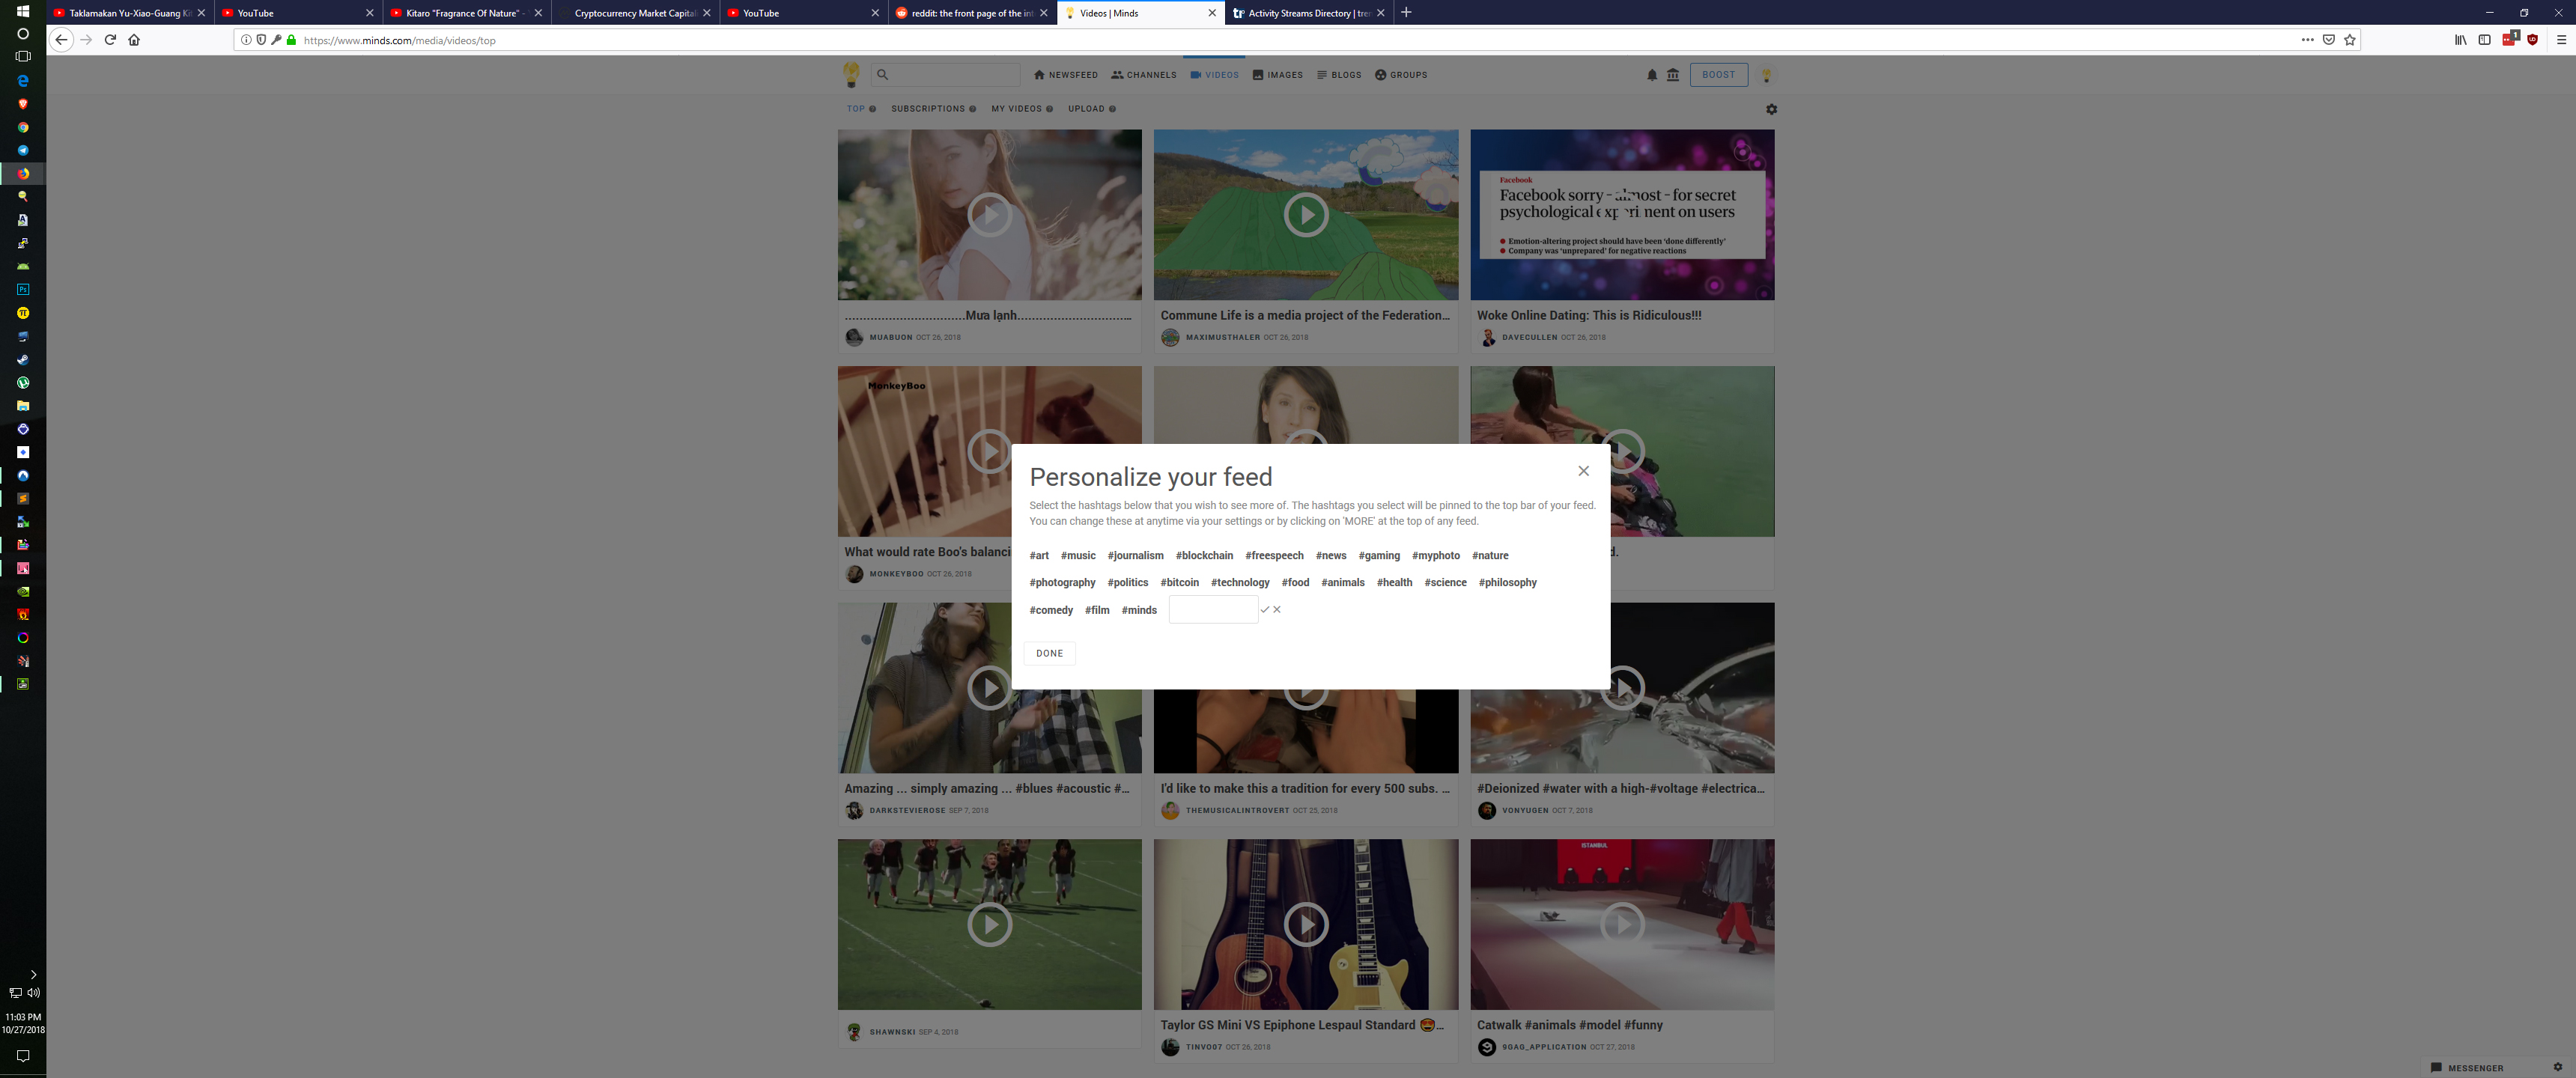 Taklamakan Yu-Xiao-Guang Ki
YouTube
Kitaro "Fragrance Of Nature" -
Cryptocurrency Market Capital
YouTube
reddit: the front page of the int
Videos | Minds
Activity Streams Directory | tren
https://www.minds.com/media/videos/top
1
NEWSFEED CHANNELS VIDEOS IMAGES BLOGS GROUPS
BOOST
TOP SUBSCRIPTIONS MY VIDEOS UPLOAD
Facebook
Facebook sorry – almost – for secret
psychological experiment on users
Emotion-altering project should have been 'done differently'
Company was 'unprepared' for negative reactions
.................................Mưa lạnh.................................
MUABUON OCT 26, 2018
Commune Life is a media project of the Federation...
MAXIMUSTHALER OCT 26, 2018
Woke Online Dating: This is Ridiculous!!!
DAVECULLEN OCT 26, 2018
MonkeyBoo
What would rate Boo's balanci
MONKEYBOO OCT 26, 2018
d.
Personalize your feed
Select the hashtags below that you wish to see more of. The hashtags you select will be pinned to the top bar of your feed.
You can change these at anytime via your settings or by clicking on 'MORE' at the top of any feed.
#art #music #journalism #blockchain #freespeech #news #gaming #myphoto #nature
#photography #politics #bitcoin #technology #food #animals #health #science #philosophy
#comedy #film #minds
DONE
Amazing ... simply amazing ... #blues #acoustic #...
DARKSTEVIEROSE SEP 7, 2018
I'd like to make this a tradition for every 500 subs. ...
THEMUSICALINTROVERT OCT 25, 2018
#Deionized #water with a high-#voltage #electrica...
VONYUGEN OCT 7, 2018
SHAWNSKI SEP 4, 2018
Taylor GS Mini VS Epiphone Lespaul Standard 😍...
TINVO07 OCT 26, 2018
ISTANBUL
Catwalk #animals #model #funny
9GAG_APPLICATION OCT 27, 2018
11:03 PM
10/27/2018
MESSENGER